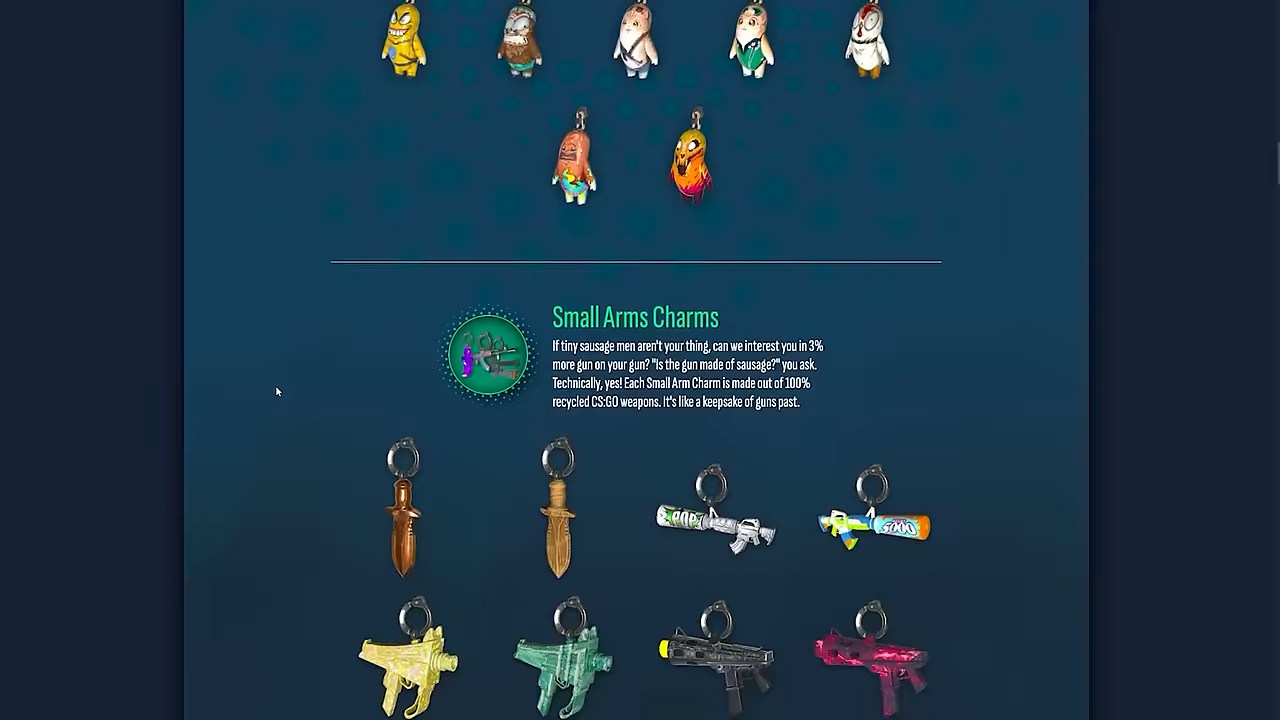 Small Arms Charms
If tiny sausage men aren't your thing, can we interest you in 3%
more gun on your gun? "Is the gun made of sausage?" you ask.
Technically, yes! Each Small Arm Charm is made out of 100%
recycled CS:GO weapons. It's like a keepsake of guns past.
POP